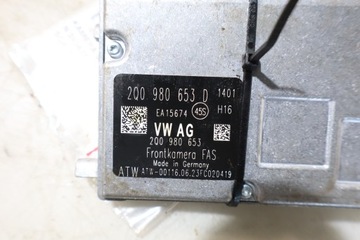 2Q0 980 653 D 1401
EA15674 45S H16
VW AG
2Q0 980 653
Frontkamera FAS
Made in Germany
ATW ATW-00116.06.23FC020419